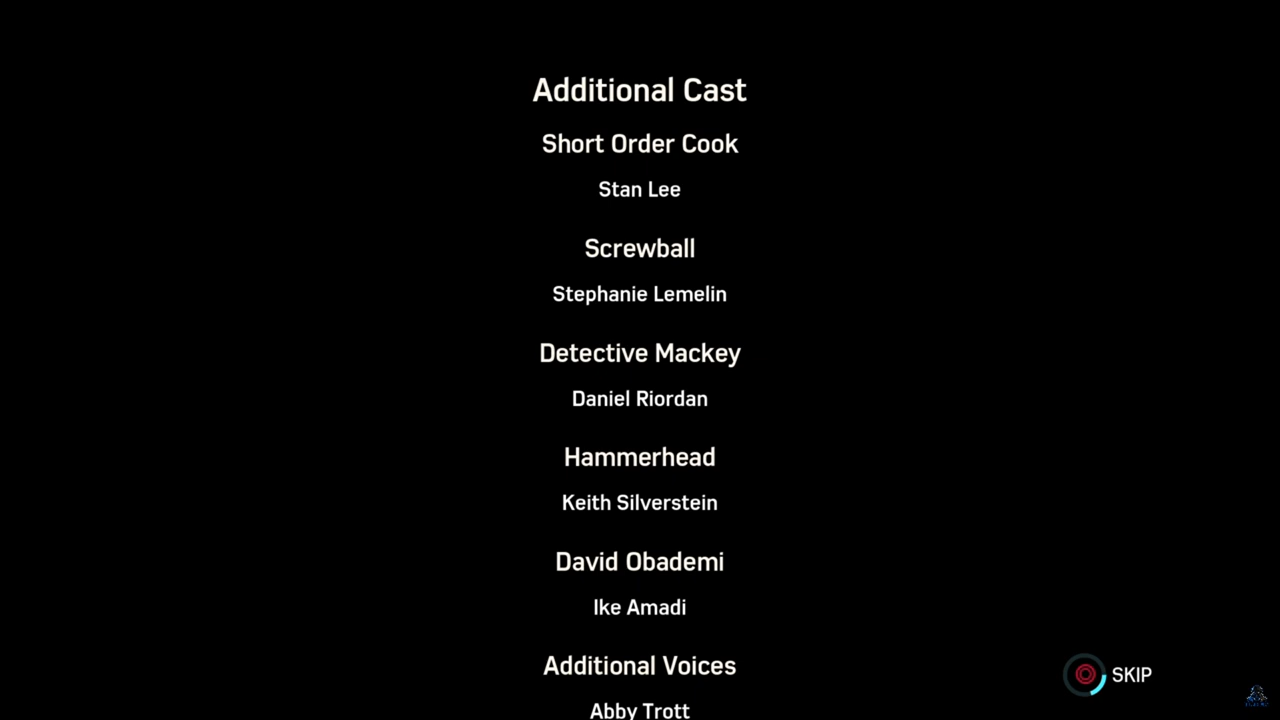 Additional Cast
Short Order Cook
Stan Lee
Screwball
Stephanie Lemelin
Detective Mackey
Daniel Riordan
Hammerhead
Keith Silverstein
David Obademi
Ike Amadi
Additional Voices
Abby Trott
SKIP